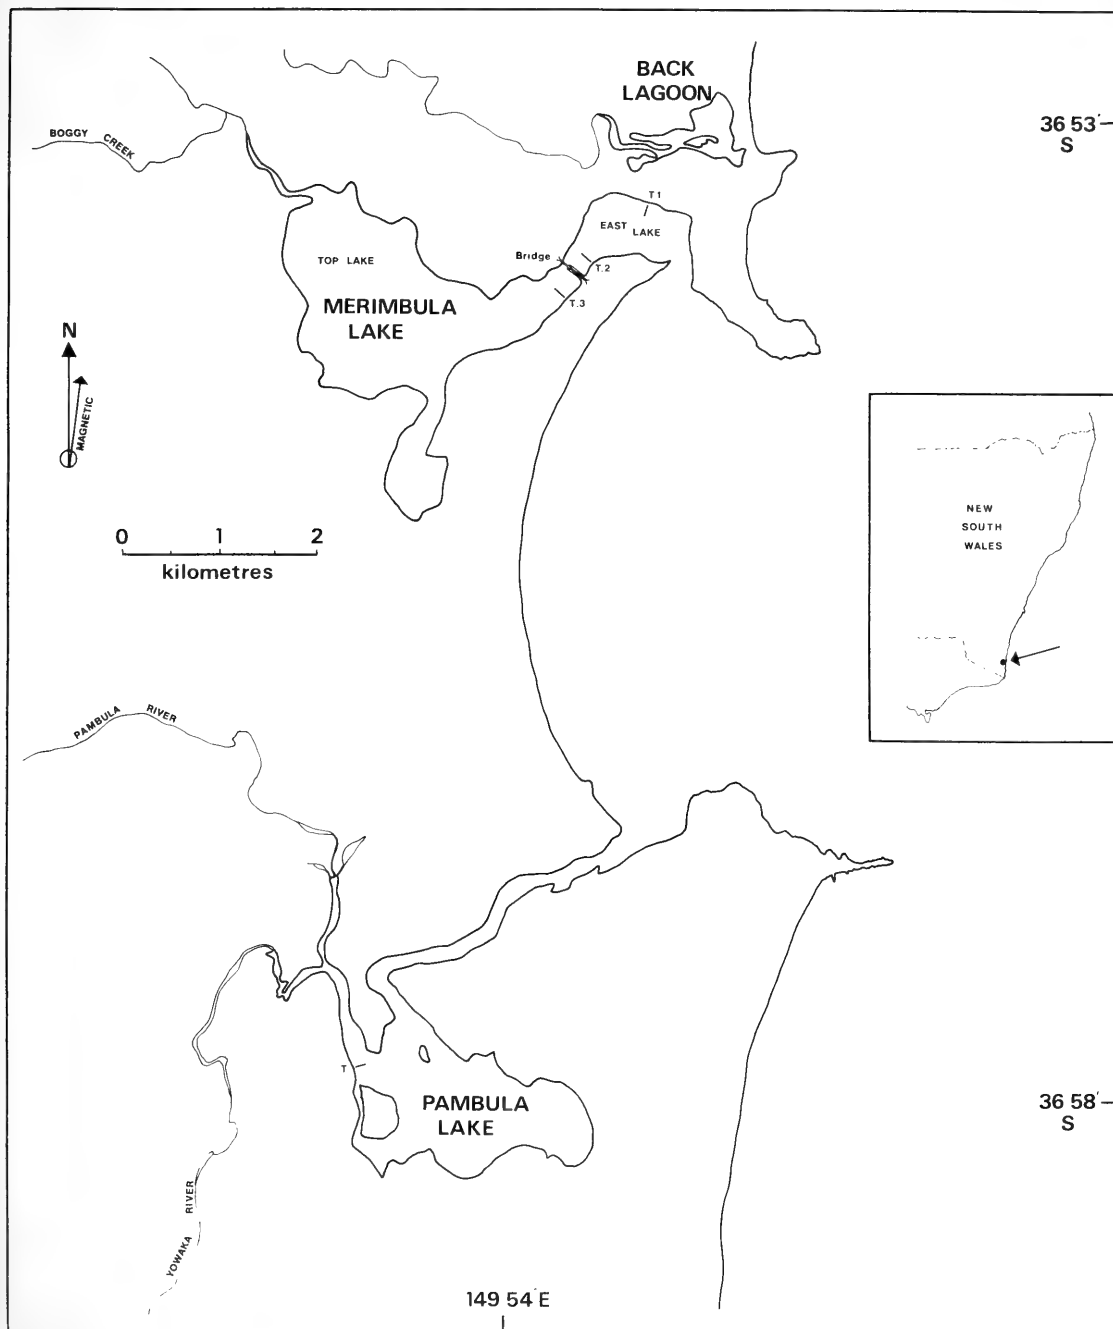 BACK
LAGOON
36 53′
S
BOGGY CREEK
T 1
EAST LAKE
Bridge
T.2
TOP LAKE
T.3
MERIMBULA
LAKE
N
MAGNETIC
NEW
SOUTH
WALES
0 1 2
kilometres
PAMBULA RIVER
T
PAMBULA
LAKE
36 58′
S
YOWAKA RIVER
149 54′ E